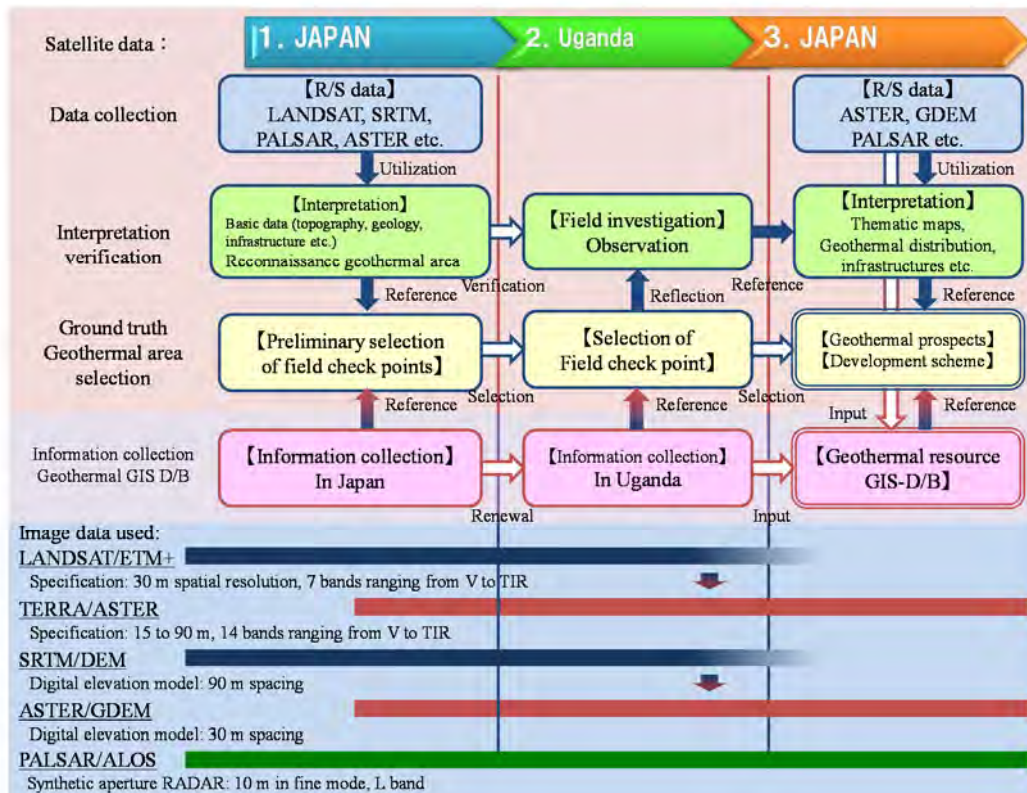 Satellite data :
1. JAPAN
2. Uganda
3. JAPAN
Data collection
【R/S data】
LANDSAT, SRTM,
PALSAR, ASTER etc.
【R/S data】
ASTER, GDEM
PALSAR etc.
Utilization
Utilization
Interpretation
verification
【Interpretation】
Basic data (topography, geology,
infrastructure etc.)
Reconnaissance geothermal area
【Field investigation】
Observation
【Interpretation】
Thematic maps,
Geothermal distribution,
infrastructures etc.
Reference
Verification
Reflection
Reference
Reference
Ground truth
Geothermal area
selection
【Preliminary selection
of field check points】
【Selection of
Field check point】
【Geothermal prospects】
【Development scheme】
Reference
Selection
Reference
Selection
Input
Reference
Information collection
Geothermal GIS D/B
【Information collection】
In Japan
【Information collection】
In Uganda
【Geothermal resource
GIS-D/B】
Renewal
Input
Image data used:
LANDSAT/ETM+
Specification: 30 m spatial resolution, 7 bands ranging from V to TIR
TERRA/ASTER
Specification: 15 to 90 m, 14 bands ranging from V to TIR
SRTM/DEM
Digital elevation model: 90 m spacing
ASTER/GDEM
Digital elevation model: 30 m spacing
PALSAR/ALOS
Synthetic aperture RADAR: 10 m in fine mode, L band